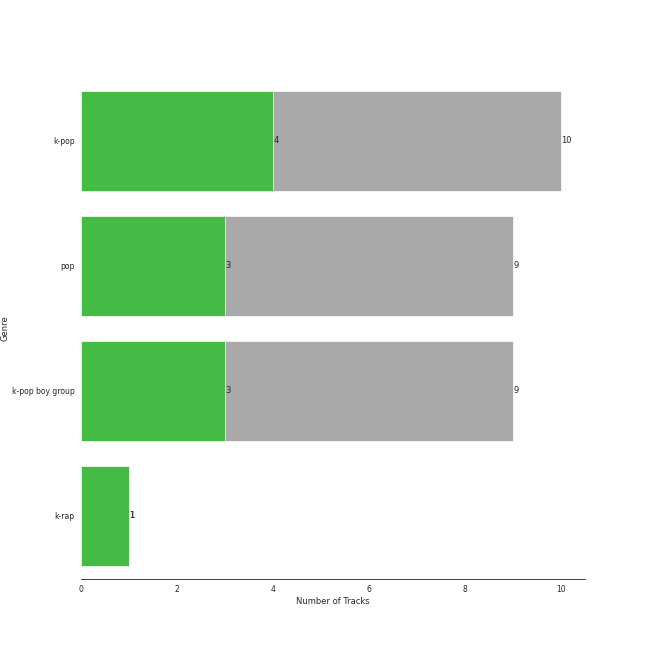 k-pop 4 10
pop 3 9
Genre
k-pop boy group 3 9
k-rap 1
0 2 4 6 8 10
Number of Tracks